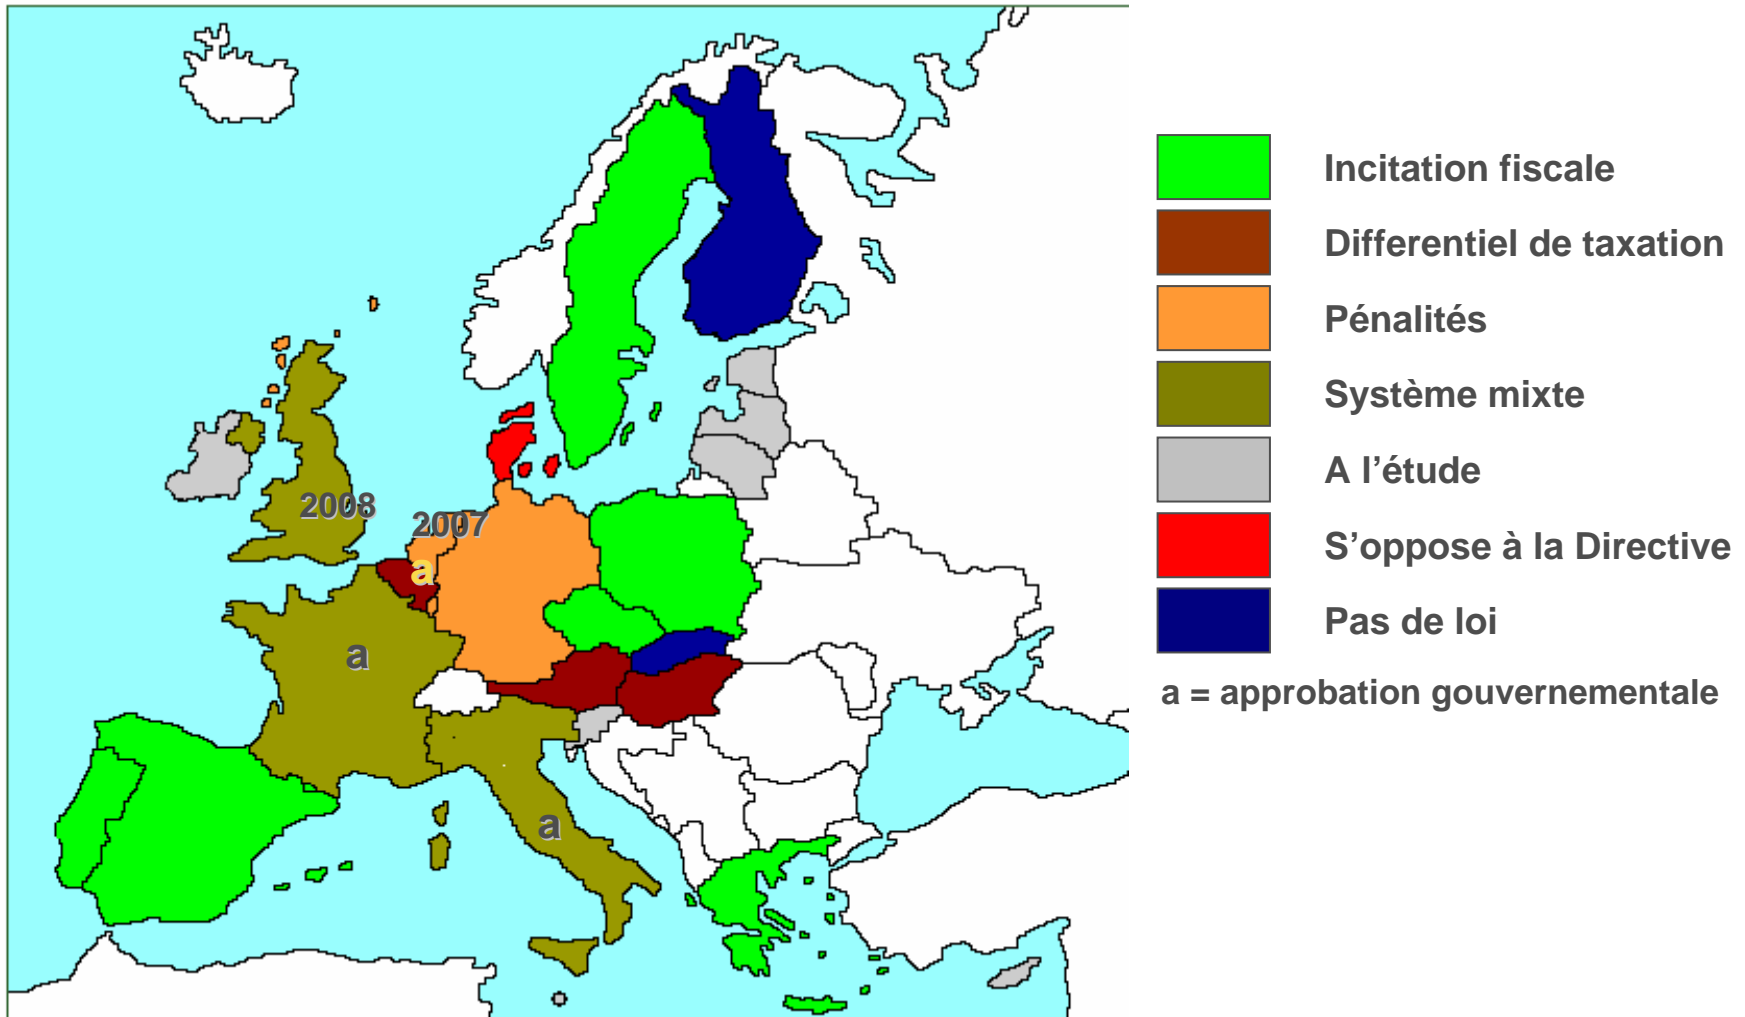 2008
2007
a
a
a
Incitation fiscale
Differentiel de taxation
Pénalités
Système mixte
A l’étude
S’oppose à la Directive
Pas de loi
a = approbation gouvernementale